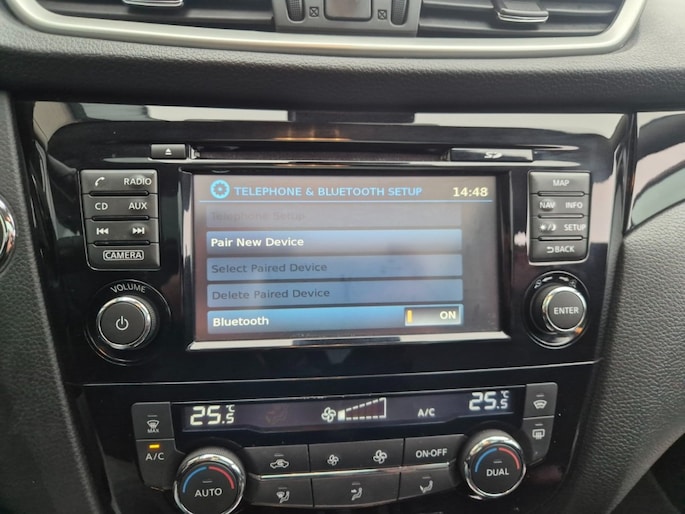 TELEPHONE & BLUETOOTH SETUP 14:48
Telephone Setup
Pair New Device
Select Paired Device
Delete Paired Device
Bluetooth ON
RADIO
CD AUX
CAMERA
VOLUME
MAP
NAV INFO
SETUP
BACK
ENTER
25.5°C
A/C
25.5°C
MAX
A/C
ON-OFF
AUTO
DUAL